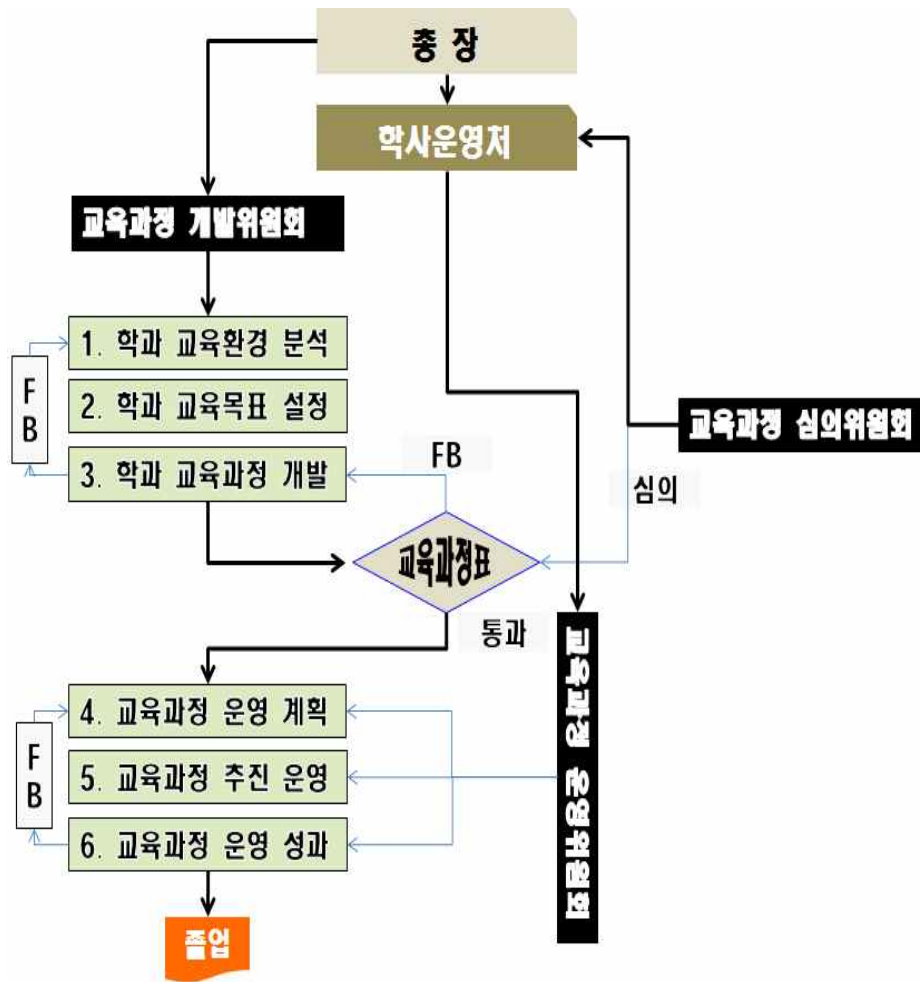 총 장
학사운영처
교육과정 개발위원회
1. 학과 교육환경 분석
FB
2. 학과 교육목표 설정
교육과정 심의위원회
3. 학과 교육과정 개발
FB
심의
교육과정표
통과
교육과정 운영위원회
4. 교육과정 운영 계획
FB
5. 교육과정 추진 운영
6. 교육과정 운영 성과
졸업